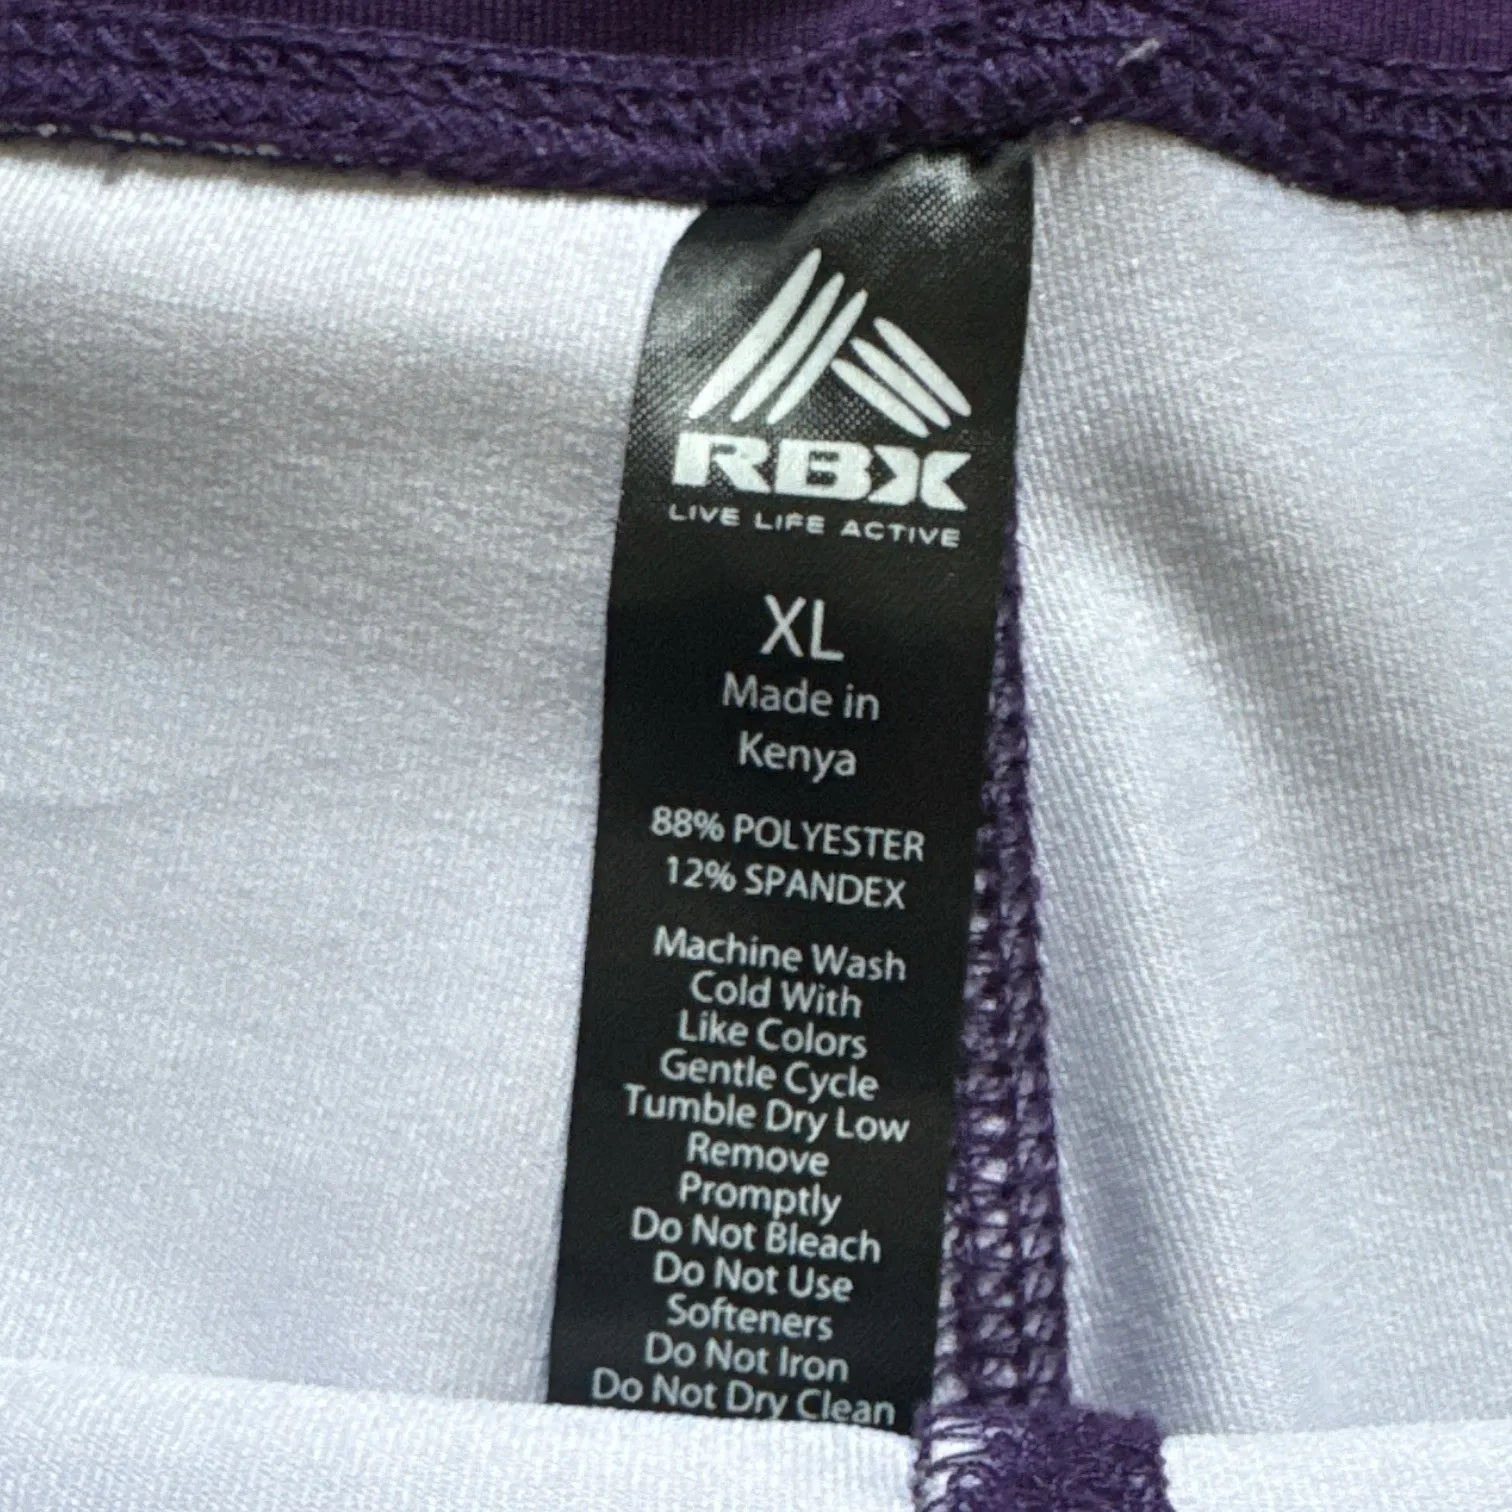 RBX
LIVE LIFE ACTIVE
XL
Made in
Kenya
88% POLYESTER
12% SPANDEX
Machine Wash
Cold With
Like Colors
Gentle Cycle
Tumble Dry Low
Remove
Promptly
Do Not Bleach
Do Not Use
Softeners
Do Not Iron
Do Not Dry Clean